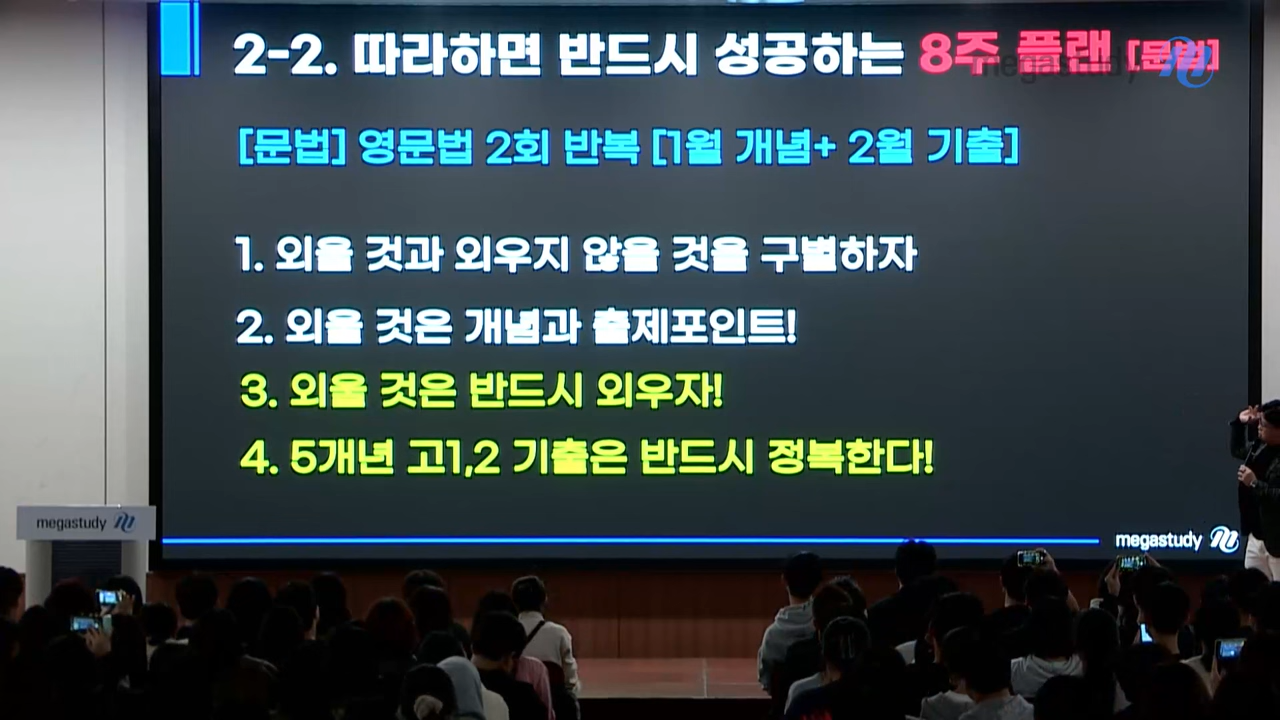 2-2. 따라하면 반드시 성공하는 8주 플랜 [문법]
megastudy
[문법] 영문법 2회 반복 [1월 개념+ 2월 기출]
1. 외울 것과 외우지 않을 것을 구별하자
2. 외울 것은 개념과 출제포인트!
3. 외울 것은 반드시 외우자!
4. 5개년 고1,2 기출은 반드시 정복한다!
megastudy
megastudy